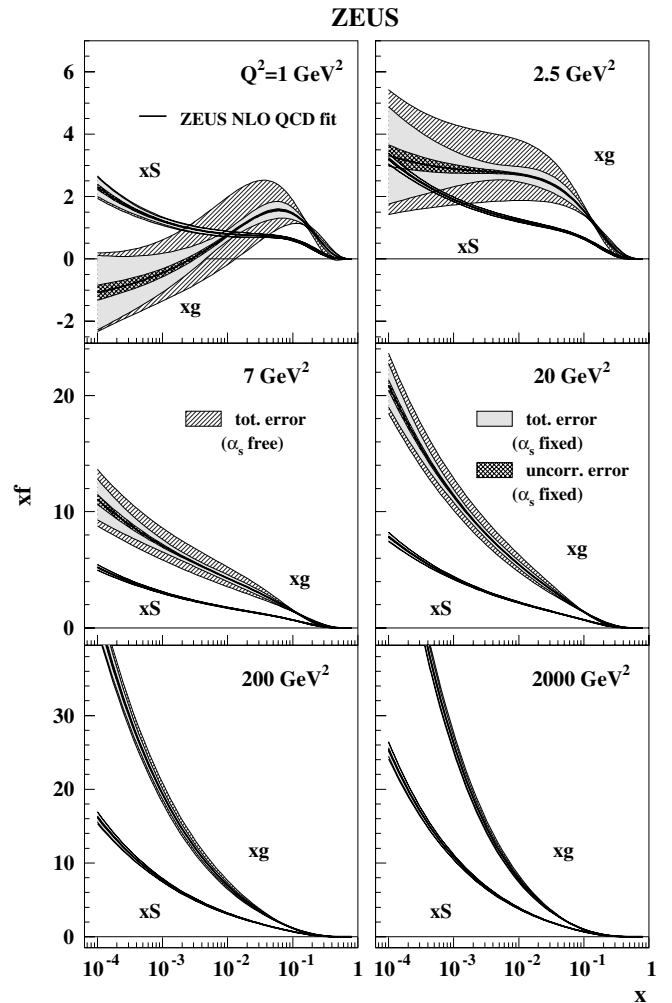 ZEUS
Q²=1 GeV²
2.5 GeV²
ZEUS NLO QCD fit
xS
xg
xg
xS
6
4
2
0
-2
7 GeV²
20 GeV²
tot. error
(αs free)
tot. error
(αs fixed)
uncorr. error
(αs fixed)
xf
xg
xS
xg
xS
20
10
0
200 GeV²
2000 GeV²
xg
xS
xg
xS
30
20
10
0
10⁻⁴ 10⁻³ 10⁻² 10⁻¹ 1
10⁻⁴ 10⁻³ 10⁻² 10⁻¹ 1
x